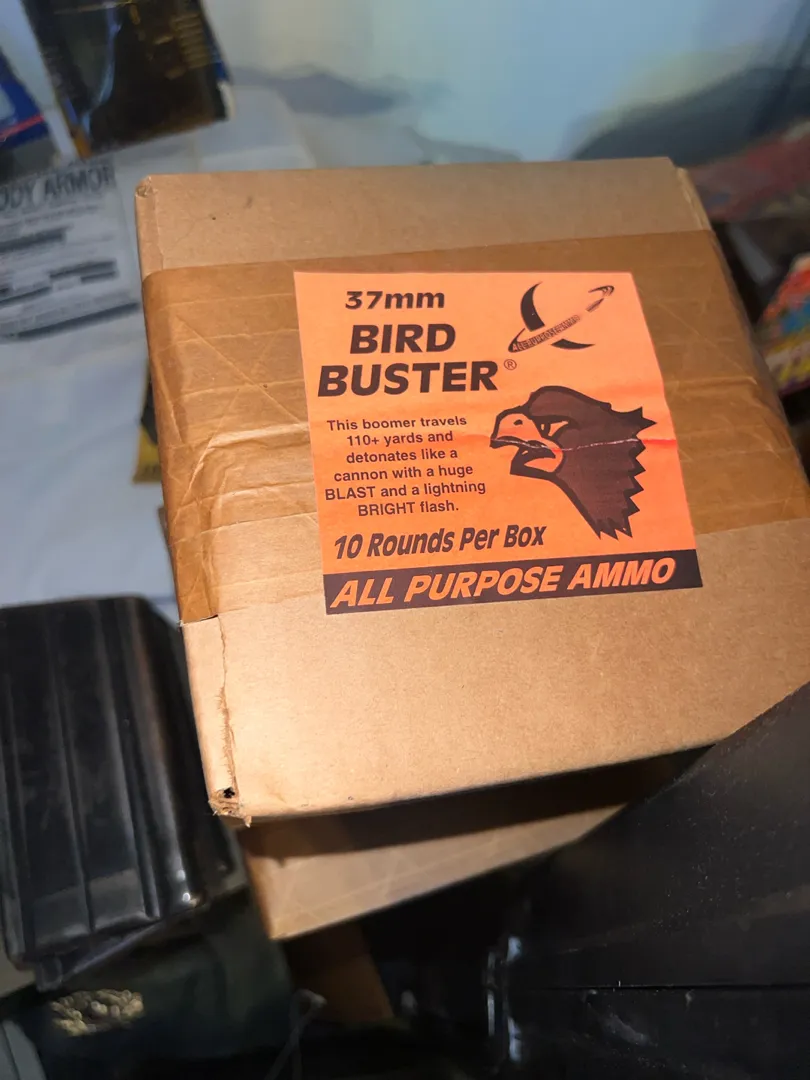 ODY ARMOR
37mm
BIRD
BUSTER®
This boomer travels
110+ yards and
detonates like a
cannon with a huge
BLAST and a lightning
BRIGHT flash.
10 Rounds Per Box
ALL PURPOSE AMMO